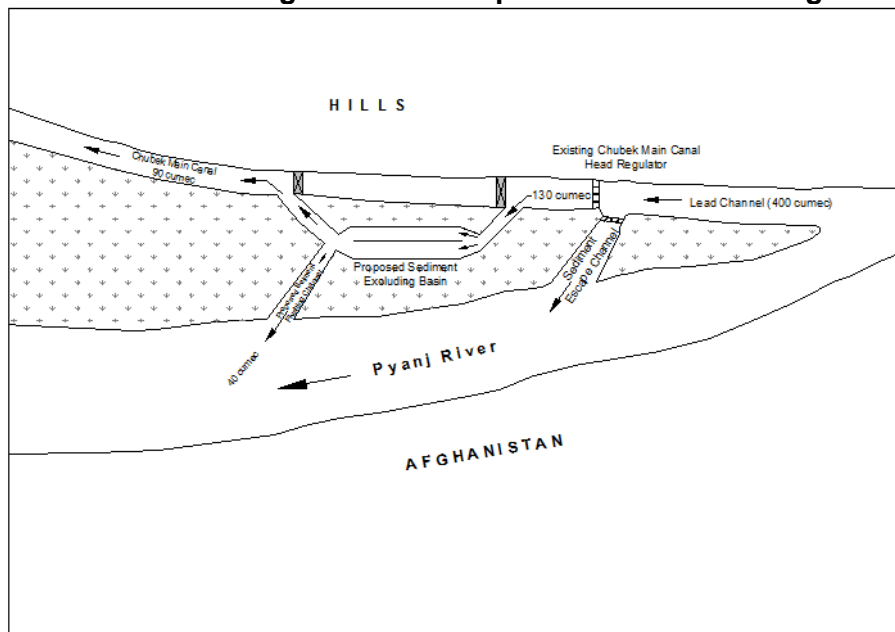 HILLS
Existing Chubek Main Canal
Head Regulator
Chubek Main Canal
90 cumec
130 cumec
Lead Channel (400 cumec)
Sediment
Escape Channel
Proposed Sediment
Excluding Basin
40 cumec
Pyanj River
AFGHANISTAN